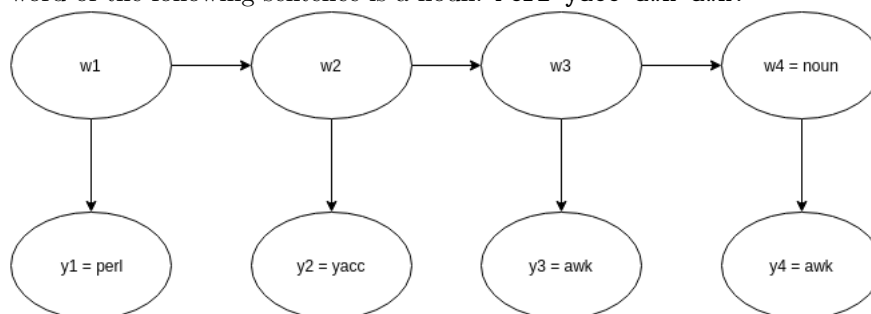 word of the following sentence is a noun: Perl yacc awk awk.
w1 w2 w3 w4 = noun
y1 = perl y2 = yacc y3 = awk y4 = awk